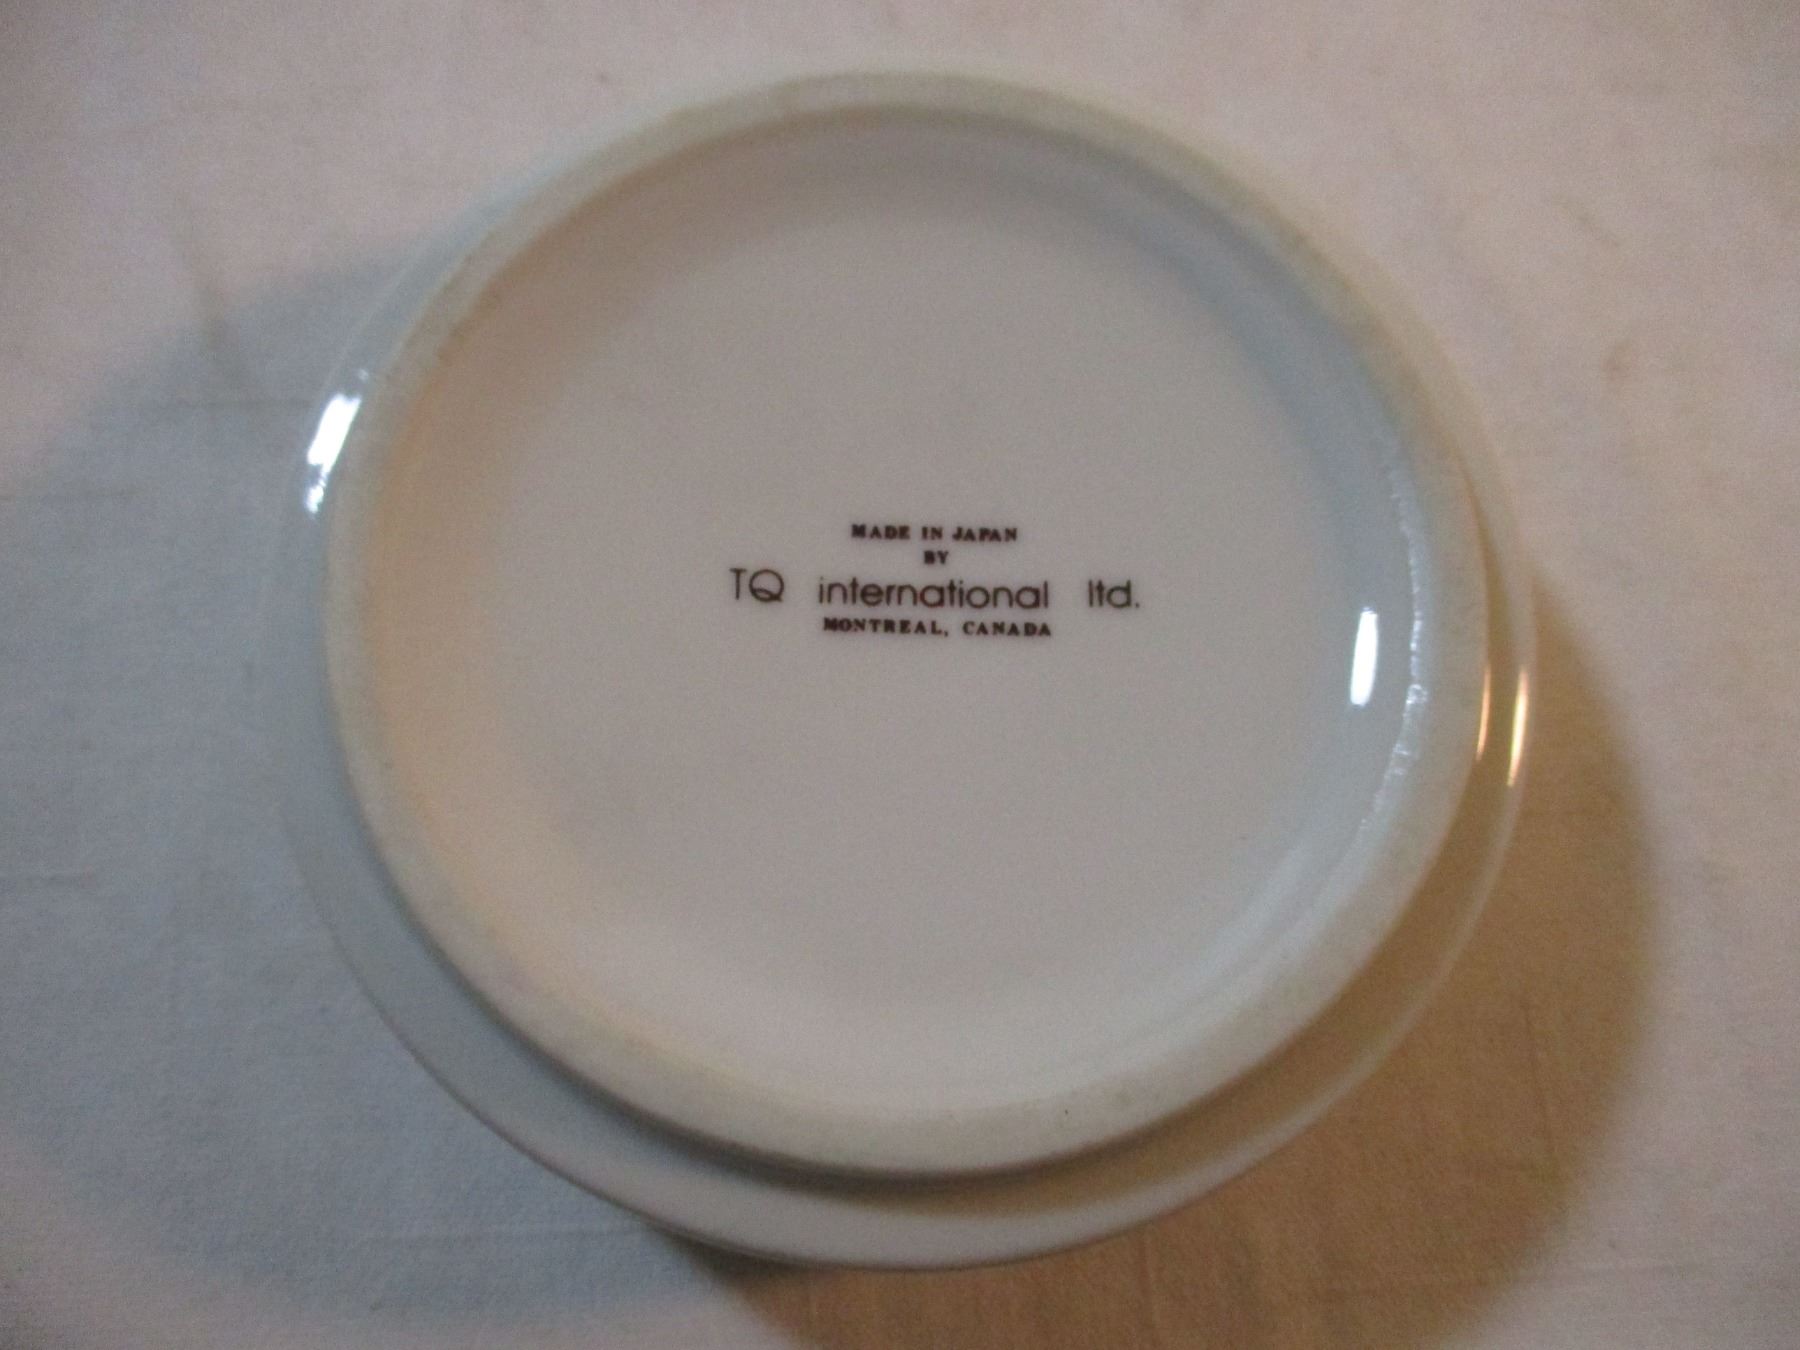 MADE IN JAPAN
BY
TQ international ltd.
MONTREAL, CANADA